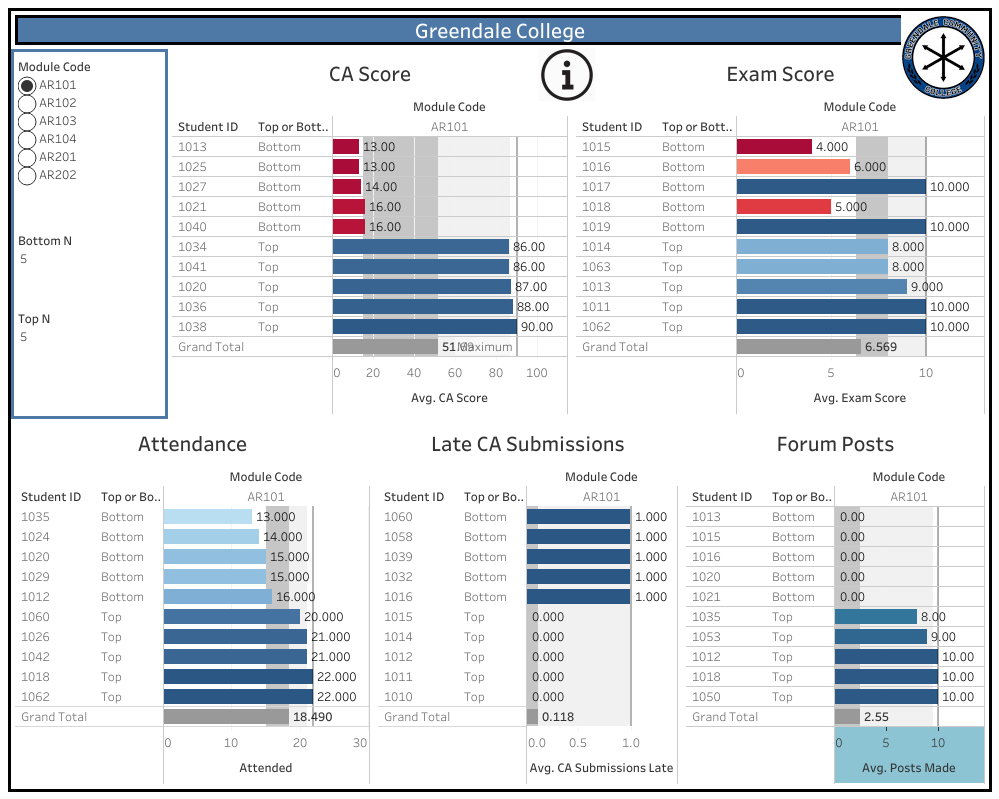 Greendale College
GREENDALE COMMUNITY COLLEGE
Module Code
AR101
AR102
AR103
AR104
AR201
AR202
Bottom N
5
Top N
5
CA Score
i
Module Code
Student ID Top or Bott.. AR101
1013 Bottom 13.00
1025 Bottom 13.00
1027 Bottom 14.00
1021 Bottom 16.00
1040 Bottom 16.00
1034 Top 86.00
1041 Top 86.00
1020 Top 87.00
1036 Top 88.00
1038 Top 90.00
Grand Total Maximum
0 20 40 60 80 100
Avg. CA Score
Exam Score
Module Code
Student ID Top or Bott.. AR101
1015 Bottom 4.000
1016 Bottom 6.000
1017 Bottom 10.000
1018 Bottom 5.000
1019 Bottom 10.000
1014 Top 8.000
1063 Top 8.000
1013 Top 9.000
1011 Top 10.000
1062 Top 10.000
Grand Total 6.569
0 5 10
Avg. Exam Score
Attendance
Module Code
Student ID Top or Bo.. AR101
1035 Bottom 13.000
1024 Bottom 14.000
1020 Bottom 15.000
1029 Bottom 15.000
1012 Bottom 16.000
1060 Top 20.000
1026 Top 21.000
1042 Top 21.000
1018 Top 22.000
1062 Top 22.000
Grand Total 18.490
0 10 20 30
Attended
Late CA Submissions
Module Code
Student ID Top or Bo.. AR101
1060 Bottom 1.000
1058 Bottom 1.000
1039 Bottom 1.000
1032 Bottom 1.000
1016 Bottom 1.000
1015 Top 0.000
1014 Top 0.000
1012 Top 0.000
1011 Top 0.000
1010 Top 0.000
Grand Total 0.118
0.0 0.5 1.0
Avg. CA Submissions Late
Forum Posts
Module Code
Student ID Top or Bo.. AR101
1013 Bottom 0.00
1015 Bottom 0.00
1016 Bottom 0.00
1020 Bottom 0.00
1021 Bottom 0.00
1035 Top 8.00
1053 Top 9.00
1012 Top 10.00
1018 Top 10.00
1050 Top 10.00
Grand Total 2.55
0 5 10
Avg. Posts Made